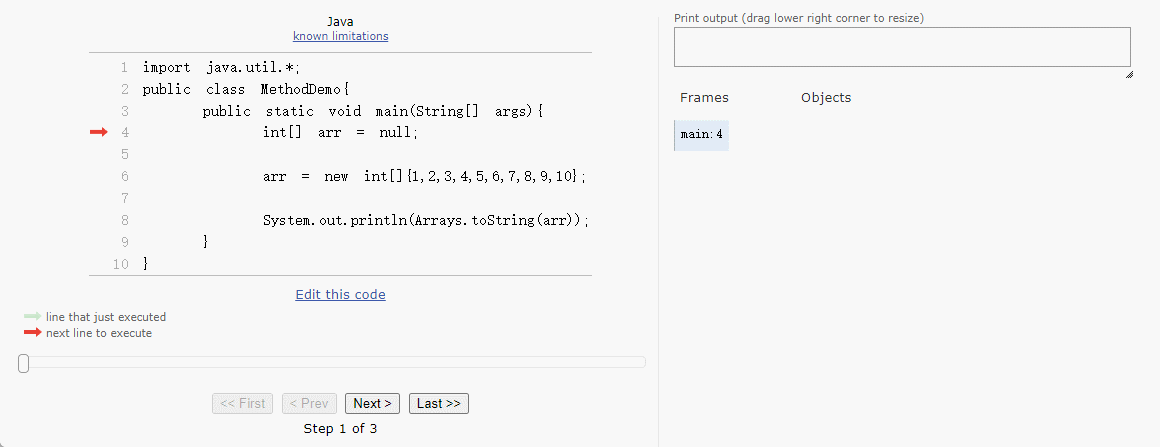 Java
known limitations
1 import java.util.*;
2 public class MethodDemo{
3 public static void main(String[] args){
4 int[] arr = null;
5
6 arr = new int[]{1,2,3,4,5,6,7,8,9,10};
7
8 System.out.println(Arrays.toString(arr));
9 }
10 }
Edit this code
line that just executed
next line to execute
<< First < Prev Next > Last >>
Step 1 of 3
Print output (drag lower right corner to resize)
Frames Objects
main:4